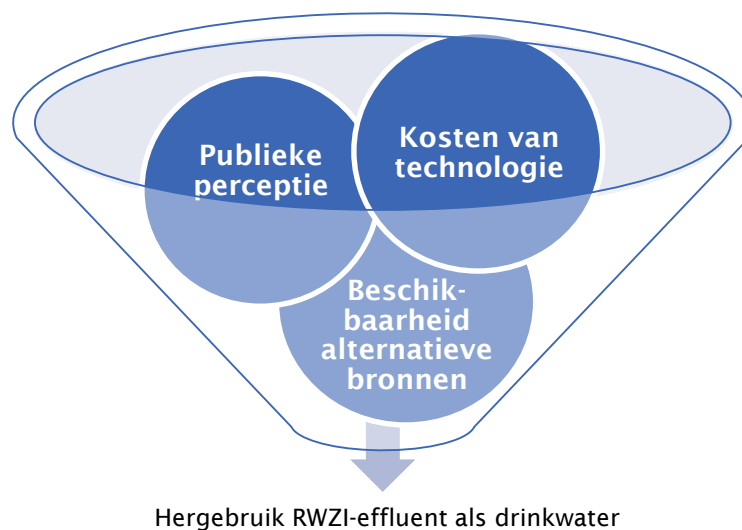 Publieke
perceptie
Kosten van
technologie
Beschik-
baarheid
alternatieve
bronnen
Hergebruik RWZI-effluent als drinkwater